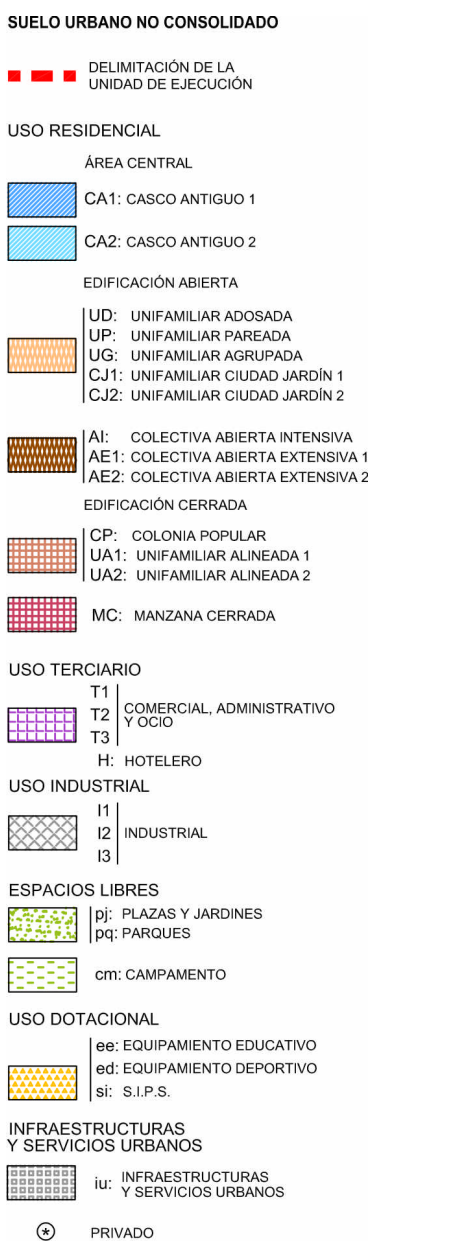 SUELO URBANO NO CONSOLIDADO
DELIMITACIÓN DE LA
UNIDAD DE EJECUCIÓN
USO RESIDENCIAL
ÁREA CENTRAL
CA1: CASCO ANTIGUO 1
CA2: CASCO ANTIGUO 2
EDIFICACIÓN ABIERTA
UD: UNIFAMILIAR ADOSADA
UP: UNIFAMILIAR PAREADA
UG: UNIFAMILIAR AGRUPADA
CJ1: UNIFAMILIAR CIUDAD JARDÍN 1
CJ2: UNIFAMILIAR CIUDAD JARDÍN 2
AI: COLECTIVA ABIERTA INTENSIVA
AE1: COLECTIVA ABIERTA EXTENSIVA 1
AE2: COLECTIVA ABIERTA EXTENSIVA 2
EDIFICACIÓN CERRADA
CP: COLONIA POPULAR
UA1: UNIFAMILIAR ALINEADA 1
UA2: UNIFAMILIAR ALINEADA 2
MC: MANZANA CERRADA
USO TERCIARIO
T1
T2
T3
COMERCIAL, ADMINISTRATIVO
Y OCIO
H: HOTELERO
USO INDUSTRIAL
I1
I2 INDUSTRIAL
I3
ESPACIOS LIBRES
pj: PLAZAS Y JARDINES
pq: PARQUES
cm: CAMPAMENTO
USO DOTACIONAL
ee: EQUIPAMIENTO EDUCATIVO
ed: EQUIPAMIENTO DEPORTIVO
si: S.I.P.S.
INFRAESTRUCTURAS
Y SERVICIOS URBANOS
iu: INFRAESTRUCTURAS
Y SERVICIOS URBANOS
* PRIVADO